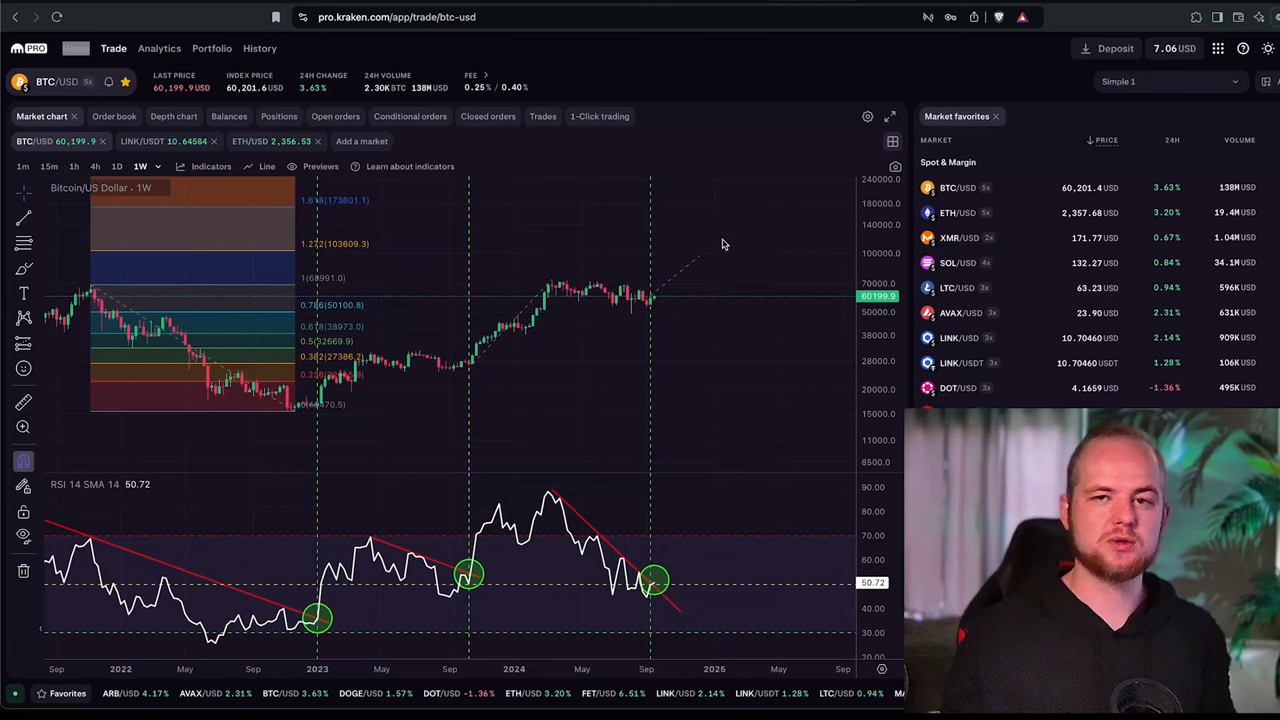 pro.kraken.com/app/trade/btc-usd
PRO Home Trade Analytics Portfolio History Deposit 7.06 USD
BTC/USD 5x LAST PRICE INDEX PRICE 24H CHANGE 24H VOLUME FEE Simple 1
60,199.9 USD 60,201.6 USD 3.63% 2.30K BTC 138M USD 0.25% / 0.40%
Market chart Order book Depth chart Balances Positions Open orders Conditional orders Closed orders Trades 1-Click trading
BTC/USD 60,199.9 LINK/USDT 10.64584 ETH/USD 2,356.53 Add a market
1m 15m 1h 4h 1D 1W Indicators Line Previews Learn about indicators
Bitcoin/US Dollar · 1W
1.618(173801.1)
1.272(103609.3)
1(68991.0)
0.786(50100.8)
0.618(38973.0)
0.5(32669.9)
0.382(27386.2)
240000.0
180000.0
140000.0
100000.0
70000.0
60199.9
50000.0
38000.0
28000.0
20000.0
15000.0
11000.0
8500.0
RSI 14 SMA 14 50.72
90.00
80.00
70.00
60.00
50.72
40.00
30.00
20.00
Sep 2022 May Sep 2023 May Sep 2024 May Sep 2025 May Sep
Market favorites
MARKET PRICE 24H VOLUME
Spot & Margin
BTC/USD 5x 60,201.4 USD 3.63% 138M USD
ETH/USD 5x 2,357.68 USD 3.20% 19.4M USD
XMR/USD 2x 171.77 USD 0.67% 1.04M USD
SOL/USD 4x 132.27 USD 0.84% 34.1M USD
LTC/USD 3x 63.23 USD 0.94% 596K USD
AVAX/USD 3x 23.90 USD 2.31% 631K USD
LINK/USD 3x 10.70460 USD 2.14% 909K USD
LINK/USDT 3x 10.70460 USD 1.28% 106K USD
DOT/USD 3x 4.1659 USD -1.36% 495K USD
Favorites ARB/USD 4.17% AVAX/USD 2.31% BTC/USD 3.63% DOGE/USD 1.57% DOT/USD -1.36% ETH/USD 3.20% FET/USD 6.51% LINK/USD 2.14% LINK/USDT 1.28% LTC/USD 0.94%